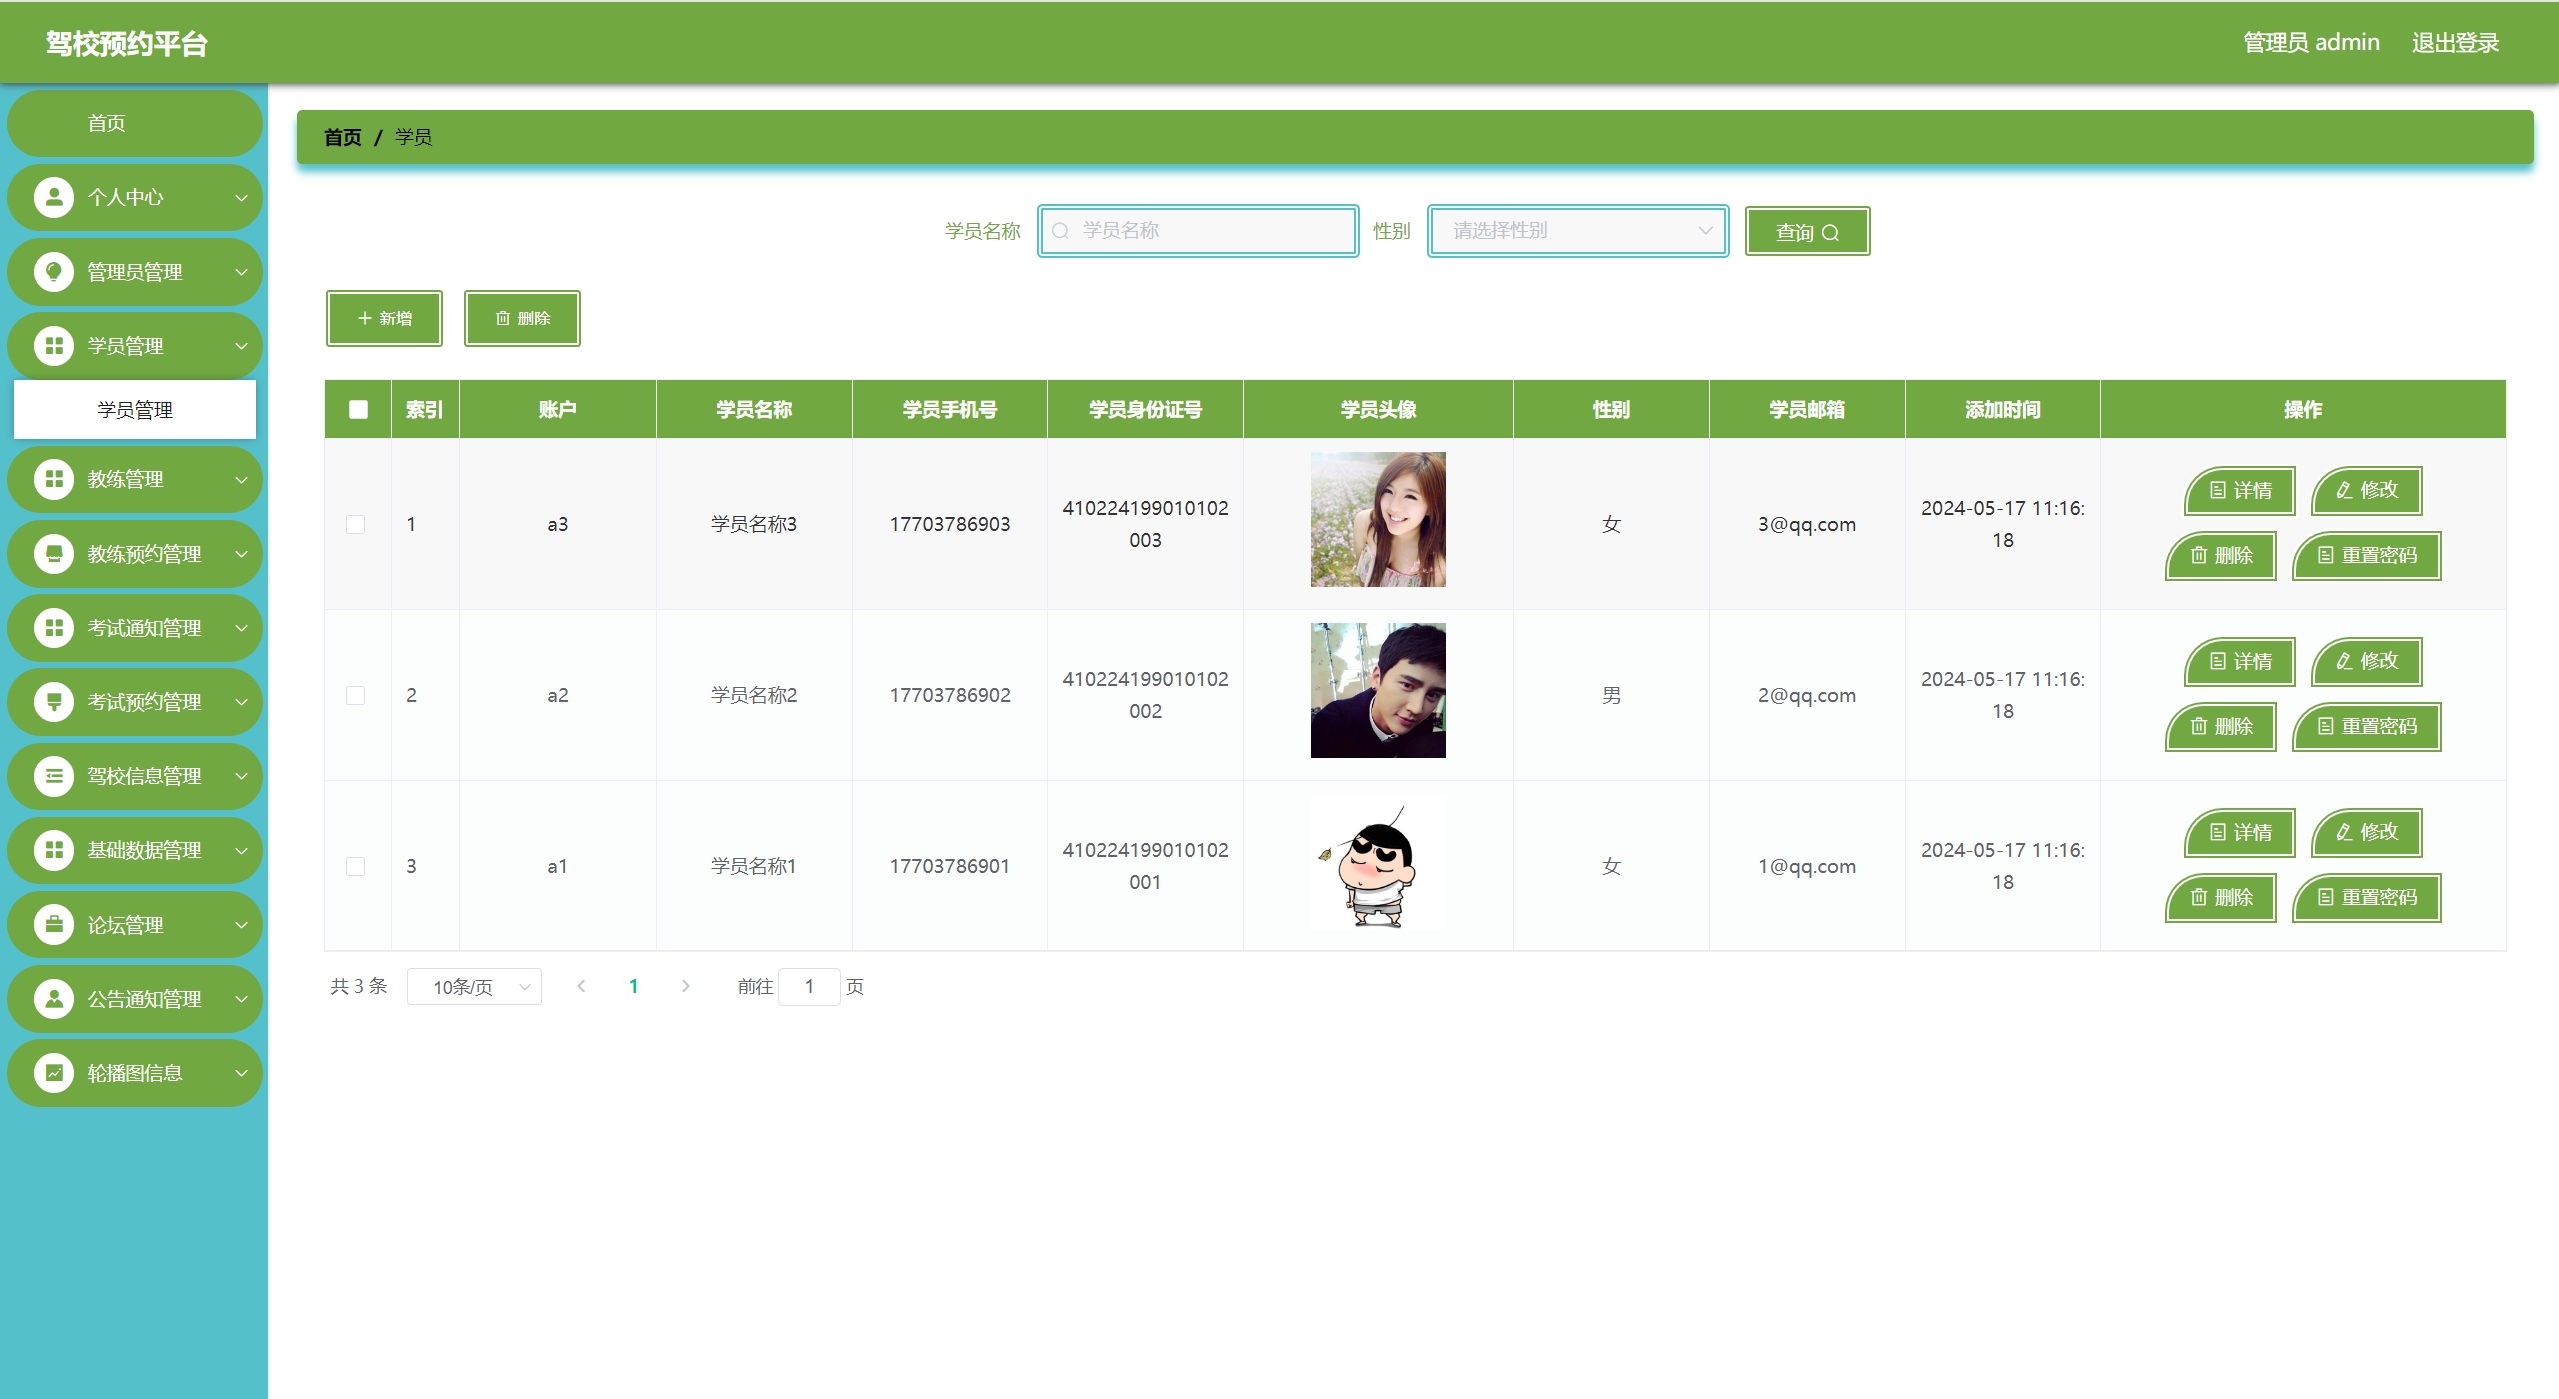 驾校预约平台
管理员 admin 退出登录
首页
个人中心
管理员管理
学员管理
学员管理
教练管理
教练预约管理
考试通知管理
考试预约管理
驾校信息管理
基础数据管理
论坛管理
公告通知管理
轮播图信息
首页 / 学员
学员名称 学员名称 性别 请选择性别 查询
新增 删除
索引 账户 学员名称 学员手机号 学员身份证号 学员头像 性别 学员邮箱 添加时间 操作
1 a3 学员名称3 17703786903 410224199010102 女 3@qq.com 2024-05-17 11:16: 详情 修改
003 18 删除 重置密码
2 a2 学员名称2 17703786902 410224199010102 男 2@qq.com 2024-05-17 11:16: 详情 修改
002 18 删除 重置密码
3 a1 学员名称1 17703786901 410224199010102 女 1@qq.com 2024-05-17 11:16: 详情 修改
001 18 删除 重置密码
共 3 条 10条/页 1 前往 1 页